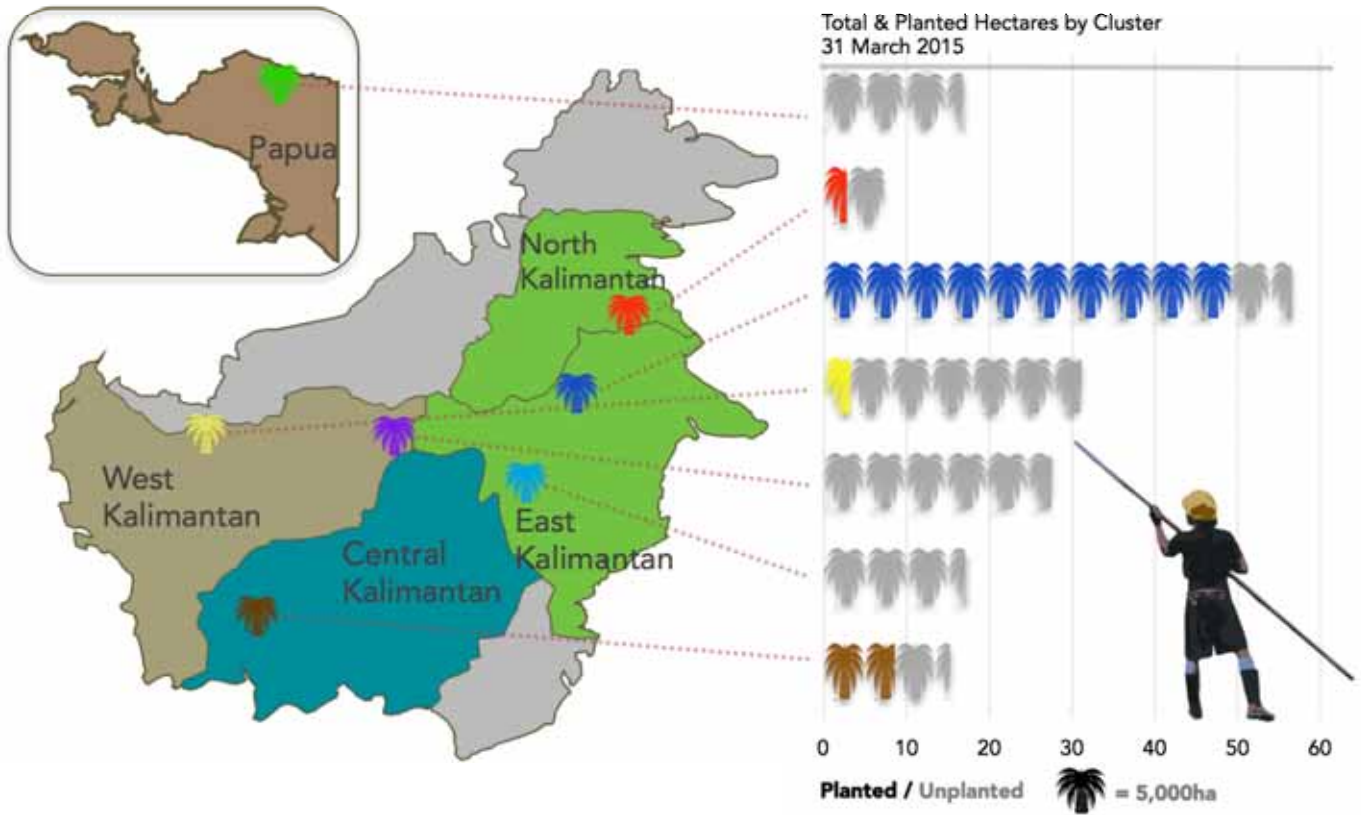 Total & Planted Hectares by Cluster
31 March 2015
Papua
North
Kalimantan
West
Kalimantan
Central
Kalimantan
East
Kalimantan
0 10 20 30 40 50 60
Planted / Unplanted = 5,000ha